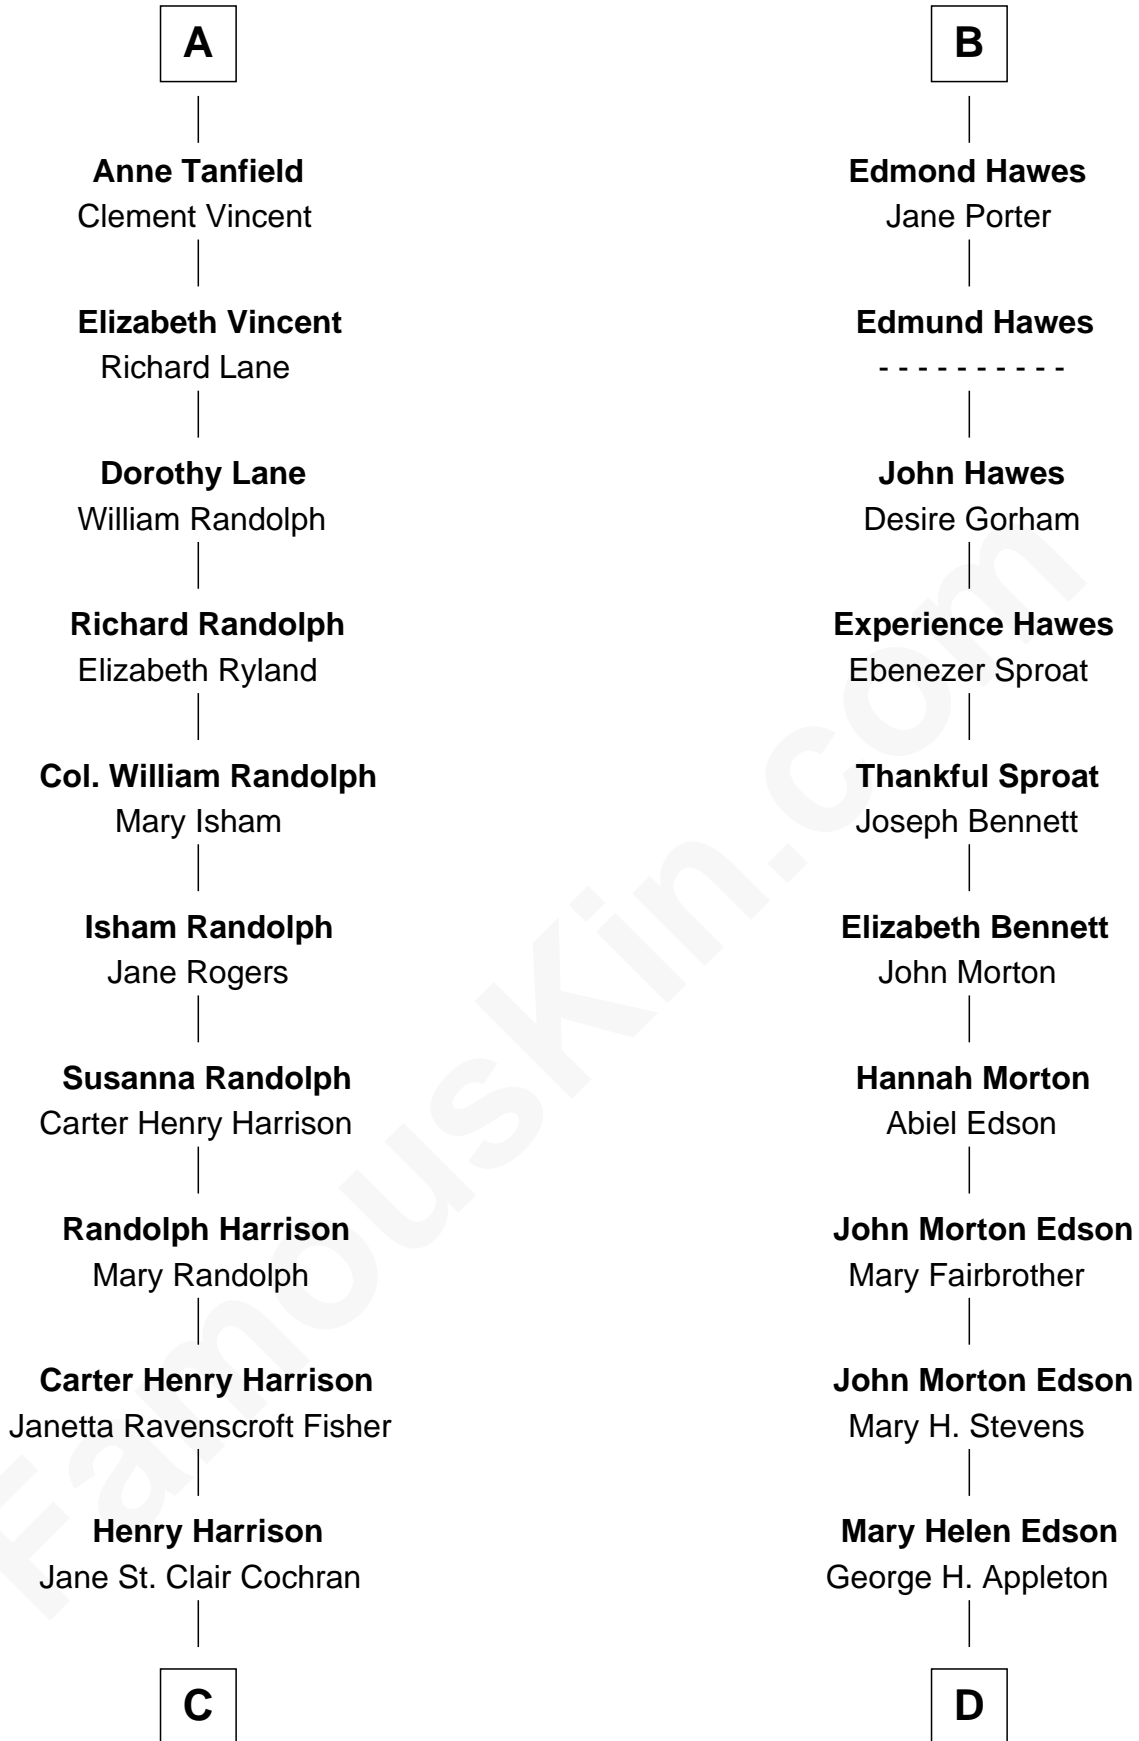 A
Anne Tanfield
Clement Vincent
Elizabeth Vincent
Richard Lane
Dorothy Lane
William Randolph
Richard Randolph
Elizabeth Ryland
Col. William Randolph
Mary Isham
Isham Randolph
Jane Rogers
Susanna Randolph
Carter Henry Harrison
Randolph Harrison
Mary Randolph
Carter Henry Harrison
Janetta Ravenscroft Fisher
Henry Harrison
Jane St. Clair Cochran
C
B
Edmond Hawes
Jane Porter
Edmund Hawes
- - - - - - - - - -
John Hawes
Desire Gorham
Experience Hawes
Ebenezer Sproat
Thankful Sproat
Joseph Bennett
Elizabeth Bennett
John Morton
Hannah Morton
Abiel Edson
John Morton Edson
Mary Fairbrother
John Morton Edson
Mary H. Stevens
Mary Helen Edson
George H. Appleton
D
FamousKin.com